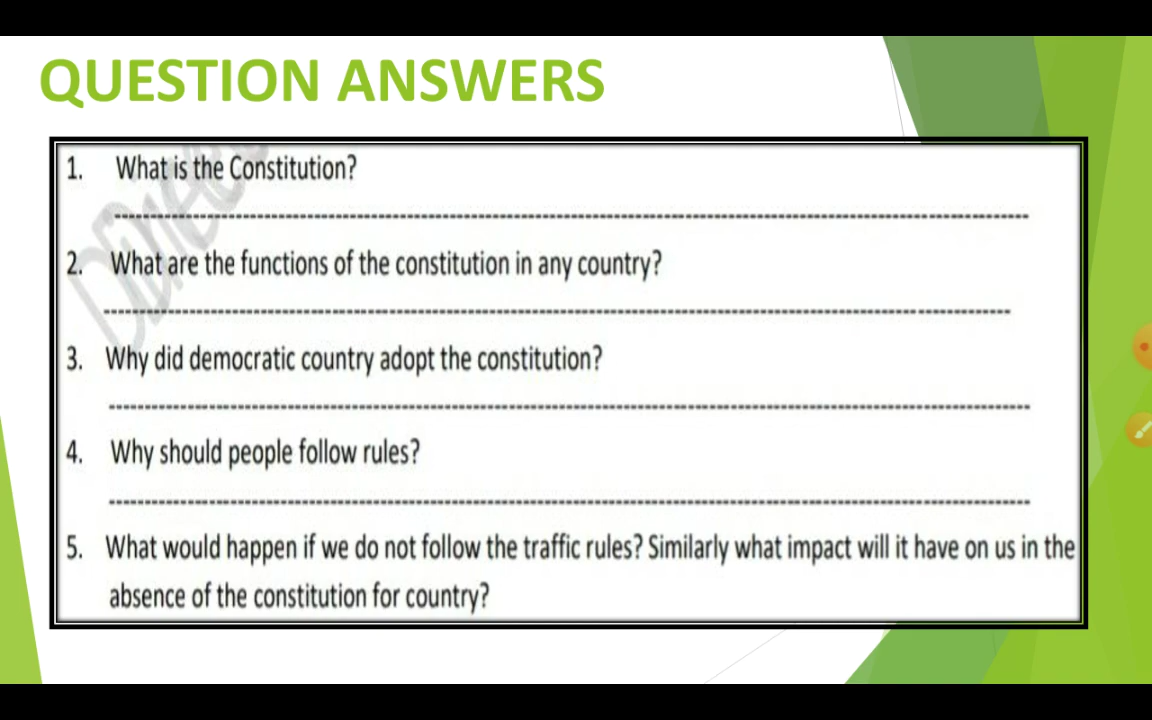 QUESTION ANSWERS
1. What is the Constitution?
2. What are the functions of the constitution in any country?
3. Why did democratic country adopt the constitution?
4. Why should people follow rules?
5. What would happen if we do not follow the traffic rules? Similarly what impact will it have on us in the
absence of the constitution for country?